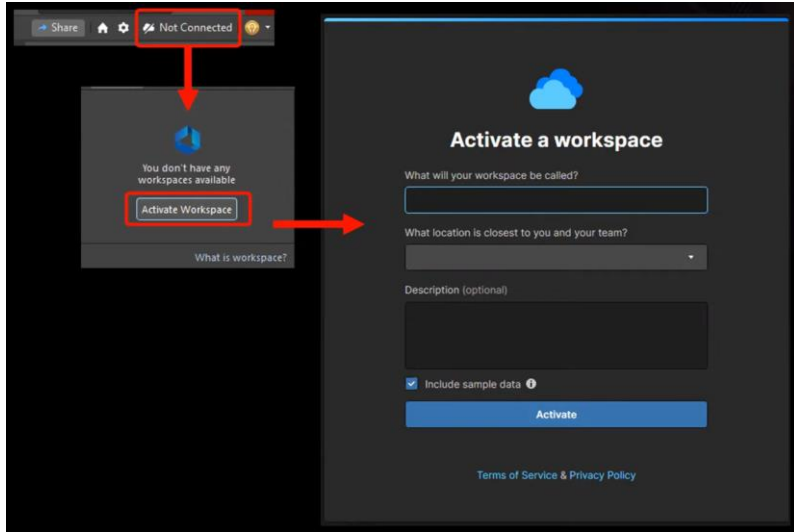 Share
Not Connected
You don't have any
workspaces available
Activate Workspace
What is workspace?
Activate a workspace
What will your workspace be called?
What location is closest to you and your team?
Description (optional)
Include sample data
Activate
Terms of Service & Privacy Policy